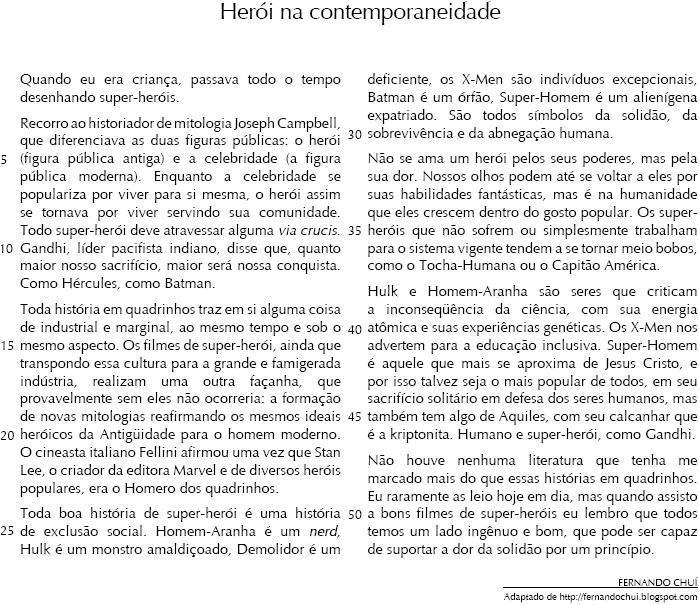 Herói na contemporaneidade
Quando eu era criança, passava todo o tempo
desenhando super-heróis.
Recorro ao historiador de mitologia Joseph Campbell,
que diferenciava as duas figuras públicas: o herói
5 (figura pública antiga) e a celebridade (a figura
pública moderna). Enquanto a celebridade se
populariza por viver para si mesma, o herói assim
se tornava por viver servindo sua comunidade.
Todo super-herói deve atravessar alguma via crucis.
10 Gandhi, líder pacifista indiano, disse que, quanto
maior nosso sacrifício, maior será nossa conquista.
Como Hércules, como Batman.
Toda história em quadrinhos traz em si alguma coisa
de industrial e marginal, ao mesmo tempo e sob o
15 mesmo aspecto. Os filmes de super-herói, ainda que
transpondo essa cultura para a grande e famigerada
indústria, realizam uma outra façanha, que
provavelmente sem eles não ocorreria: a formação
de novas mitologias reafirmando os mesmos ideais
20 heróicos da Antigüidade para o homem moderno.
O cineasta italiano Fellini afirmou uma vez que Stan
Lee, o criador da editora Marvel e de diversos heróis
populares, era o Homero dos quadrinhos.
Toda boa história de super-herói é uma história
25 de exclusão social. Homem-Aranha é um nerd,
Hulk é um monstro amaldiçoado, Demolidor é um
deficiente, os X-Men são indivíduos excepcionais,
Batman é um órfão, Super-Homem é um alienígena
expatriado. São todos símbolos da solidão, da
30 sobrevivência e da abnegação humana.
Não se ama um herói pelos seus poderes, mas pela
sua dor. Nossos olhos podem até se voltar a eles por
suas habilidades fantásticas, mas é na humanidade
que eles crescem dentro do gosto popular. Os super-
35 heróis que não sofrem ou simplesmente trabalham
para o sistema vigente tendem a se tornar meio bobos,
como o Tocha-Humana ou o Capitão América.
Hulk e Homem-Aranha são seres que criticam
a inconseqüência da ciência, com sua energia
40 atômica e suas experiências genéticas. Os X-Men nos
advertem para a educação inclusiva. Super-Homem
é aquele que mais se aproxima de Jesus Cristo, e
por isso talvez seja o mais popular de todos, em seu
sacrifício solitário em defesa dos seres humanos, mas
45 também tem algo de Aquiles, com seu calcanhar que
é a kriptonita. Humano e super-herói, como Gandhi.
Não houve nenhuma literatura que tenha me
marcado mais do que essas histórias em quadrinhos.
Eu raramente as leio hoje em dia, mas quando assisto
50 a bons filmes de super-heróis eu lembro que todos
temos um lado ingênuo e bom, que pode ser capaz
de suportar a dor da solidão por um princípio.
FERNANDO CHUÍ
Adaptado de http://fernandochui.blogspot.com